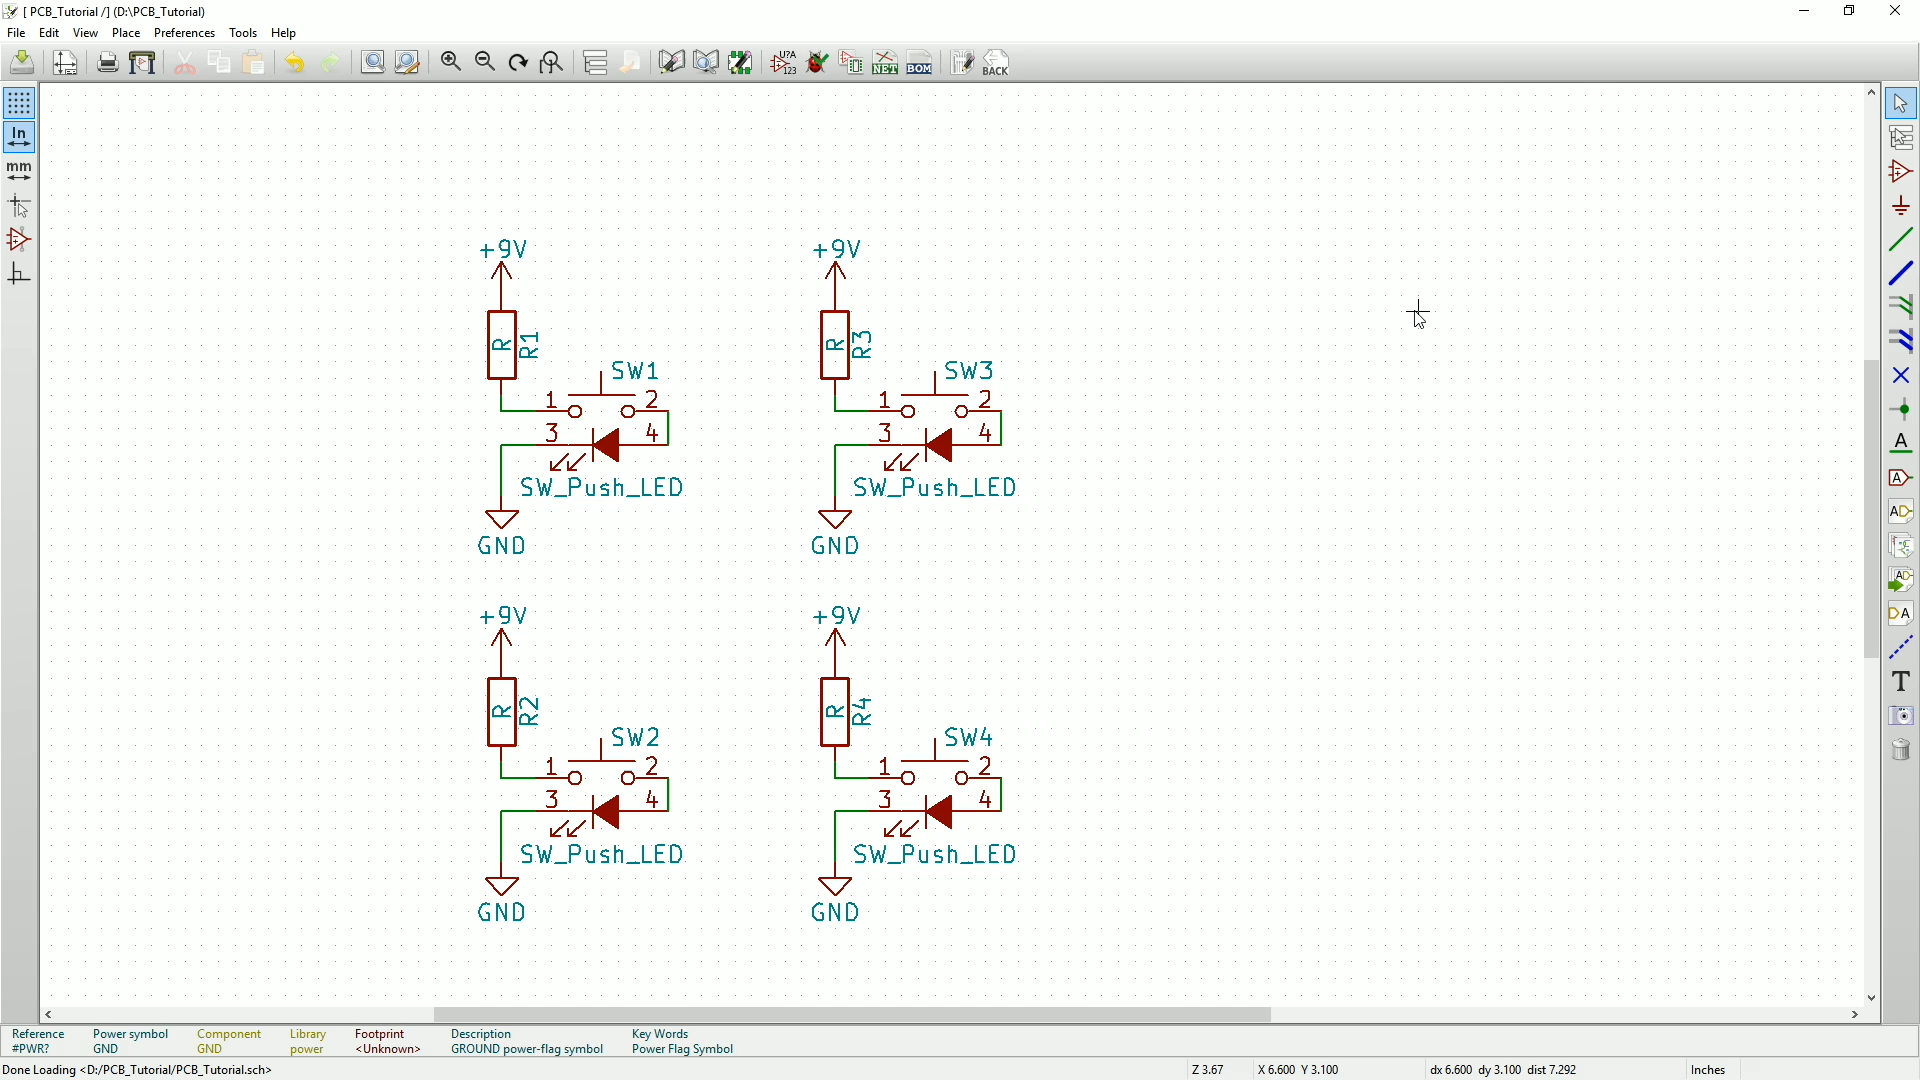 [ PCB_Tutorial /] (D:\PCB_Tutorial)
File Edit View Place Preferences Tools Help
U?A
123
NET
BOM
BACK
In
mm
+9V +9V
R R1 R R3
SW1 SW3
1 2 1 2
3 4 3 4
SW_Push_LED SW_Push_LED
GND GND
+9V +9V
R R2 R R4
SW2 SW4
1 2 1 2
3 4 3 4
SW_Push_LED SW_Push_LED
GND GND
A
A
A
AD
A
T
Reference Power symbol Component Library Footprint Description Key Words
#PWR? GND GND power <Unknown> GROUND power-flag symbol Power Flag Symbol
Done Loading <D:/PCB_Tutorial/PCB_Tutorial.sch> Z 3.67 X 6.600 Y 3.100 dx 6.600 dy 3.100 dist 7.292 Inches